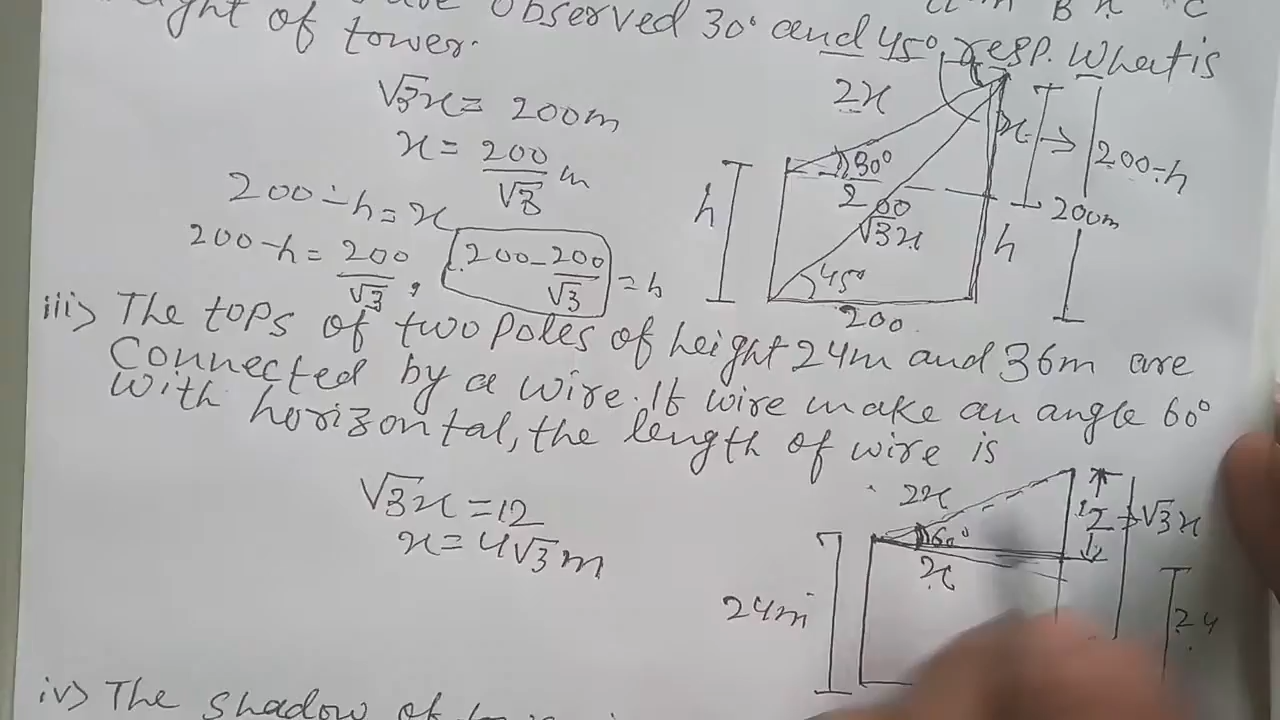 observed 30° and 45° resp. What is
B x C
height of tower.
√3x = 200m
x = 200/√3 m
200-h = x
200-h = 200/√3, 200-200/√3 = h
2x
30°
200
√3x
45°
200
h
x → 200-h
200m
h
iii) The tops of two poles of height 24m and 36m are
connected by a wire. If wire make an angle 60°
with horizontal, the length of wire is
√3x = 12
x = 4√3m
2x
60°
x
12 → √3x
24m
24
iv) The shadow of